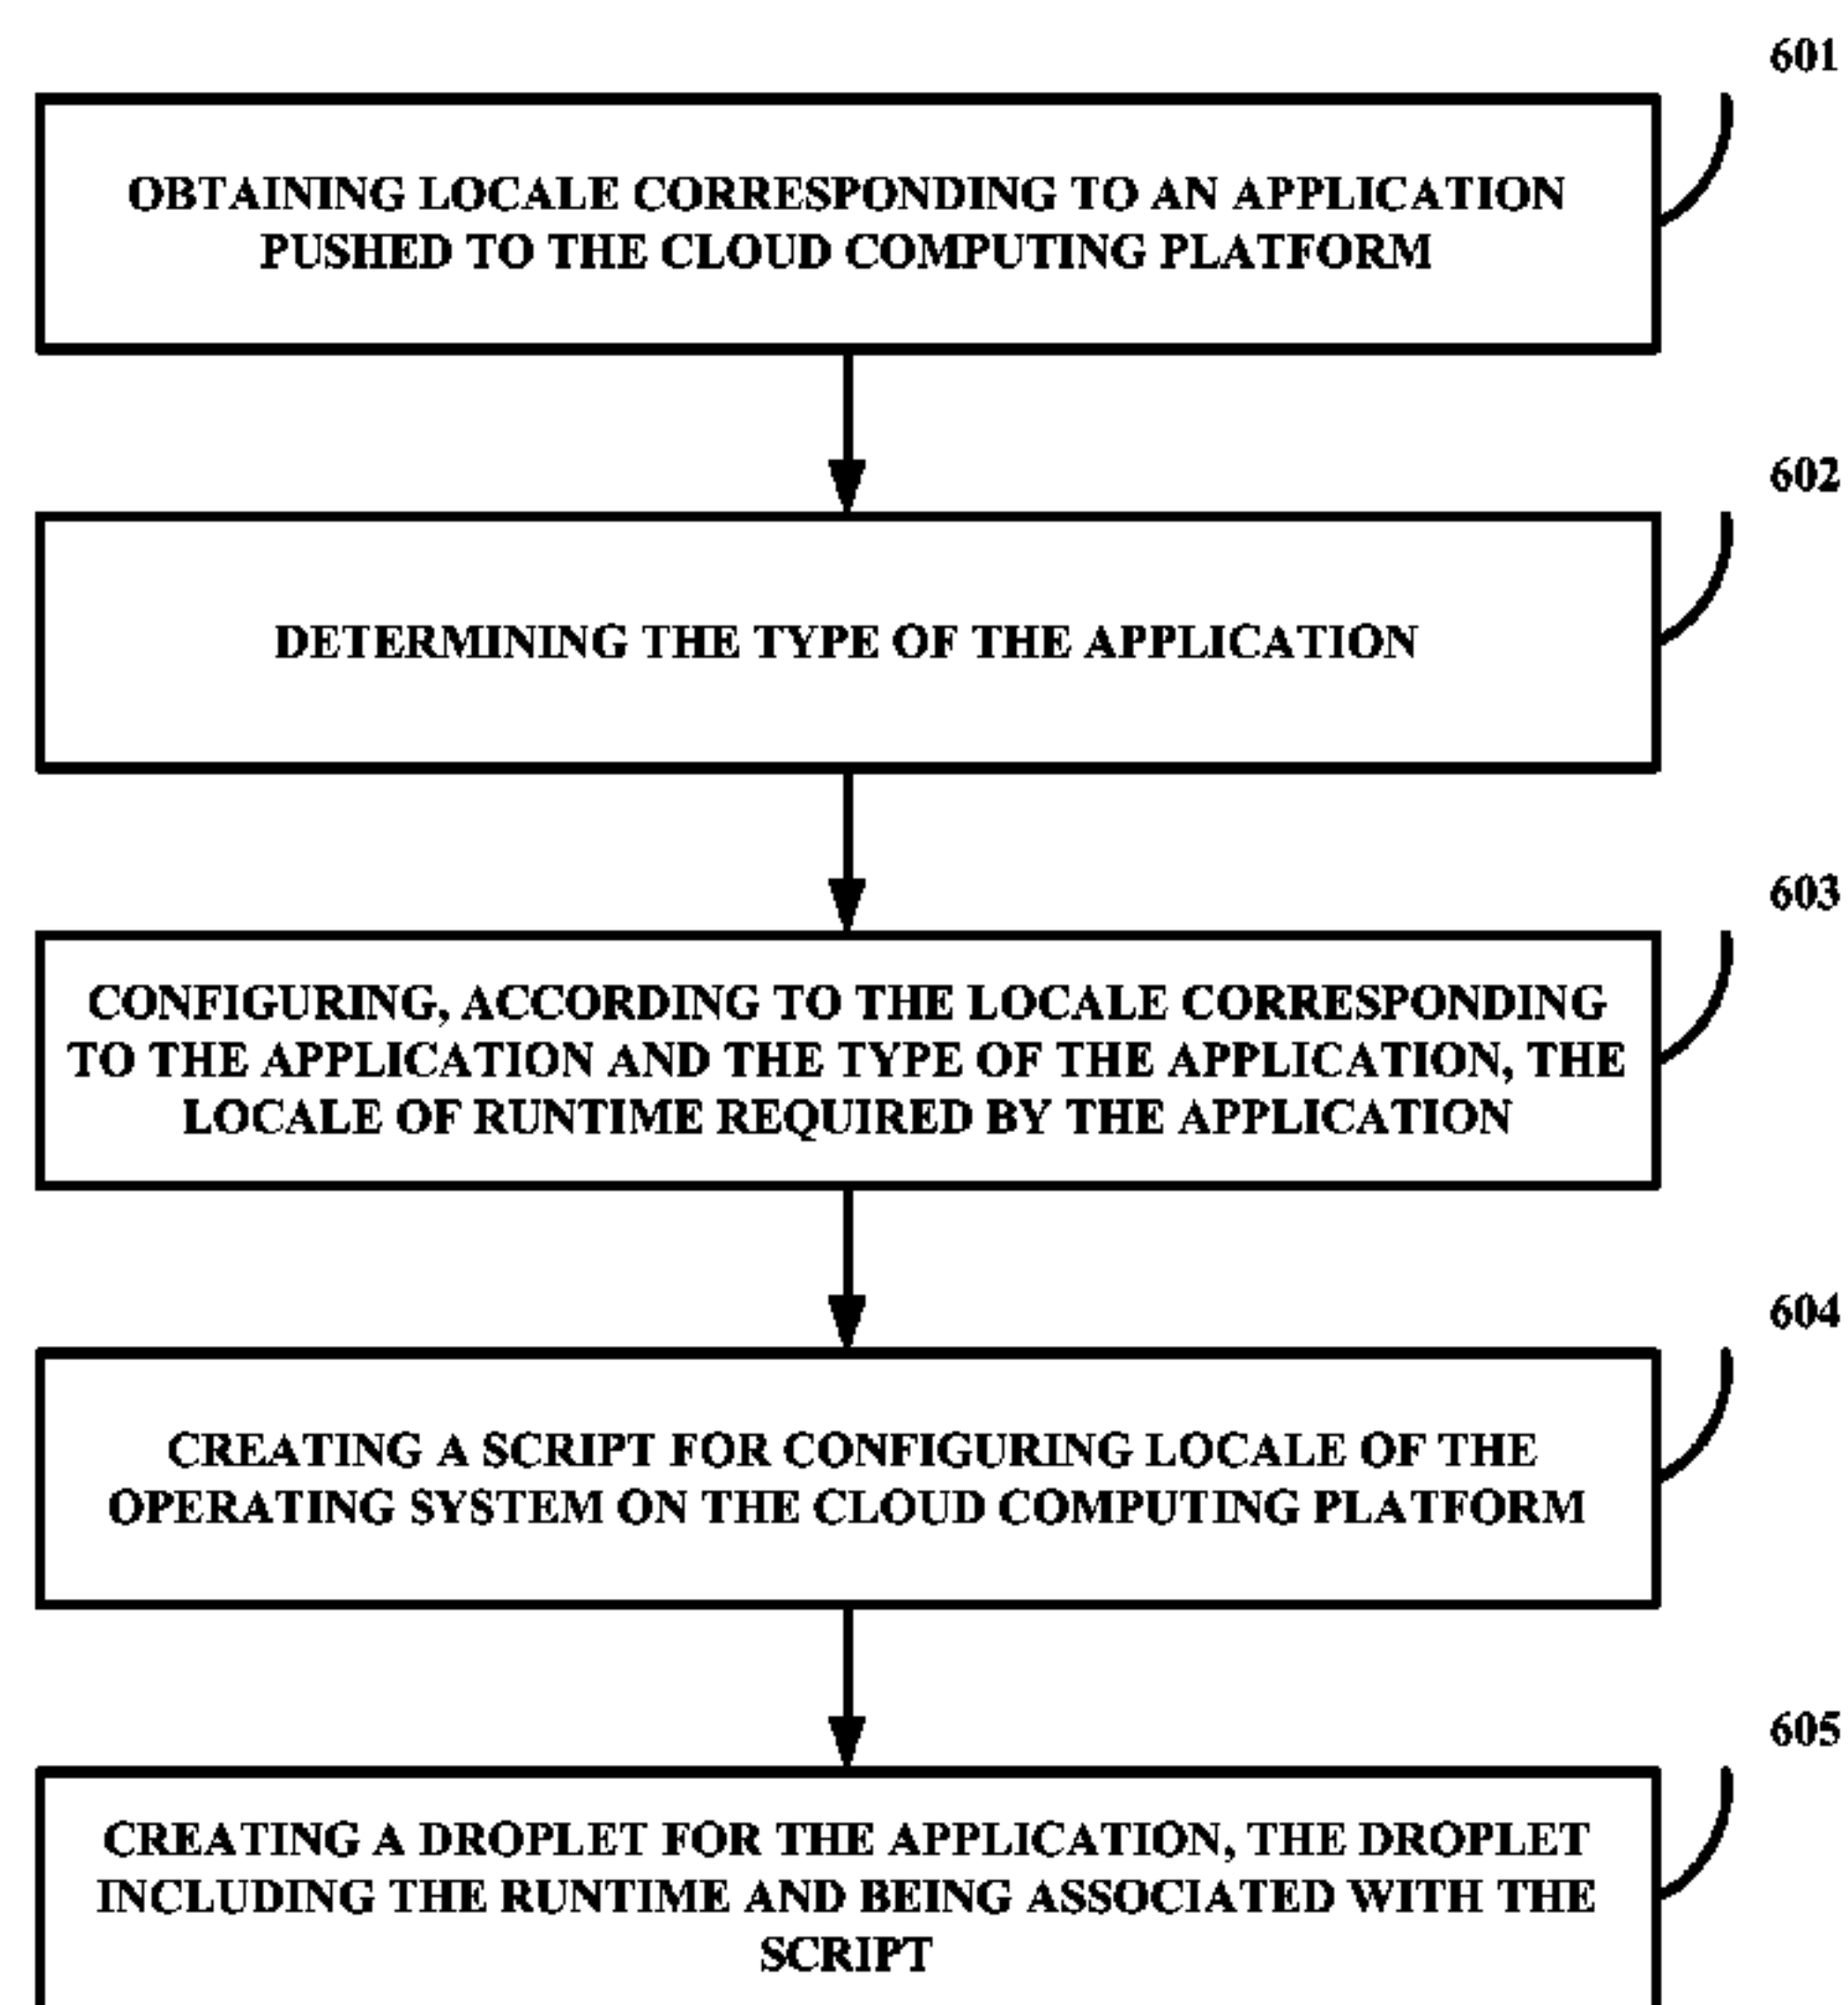 601
OBTAINING LOCALE CORRESPONDING TO AN APPLICATION
PUSHED TO THE CLOUD COMPUTING PLATFORM
602
DETERMINING THE TYPE OF THE APPLICATION
603
CONFIGURING, ACCORDING TO THE LOCALE CORRESPONDING
TO THE APPLICATION AND THE TYPE OF THE APPLICATION, THE
LOCALE OF RUNTIME REQUIRED BY THE APPLICATION
604
CREATING A SCRIPT FOR CONFIGURING LOCALE OF THE
OPERATING SYSTEM ON THE CLOUD COMPUTING PLATFORM
605
CREATING A DROPLET FOR THE APPLICATION, THE DROPLET
INCLUDING THE RUNTIME AND BEING ASSOCIATED WITH THE
SCRIPT